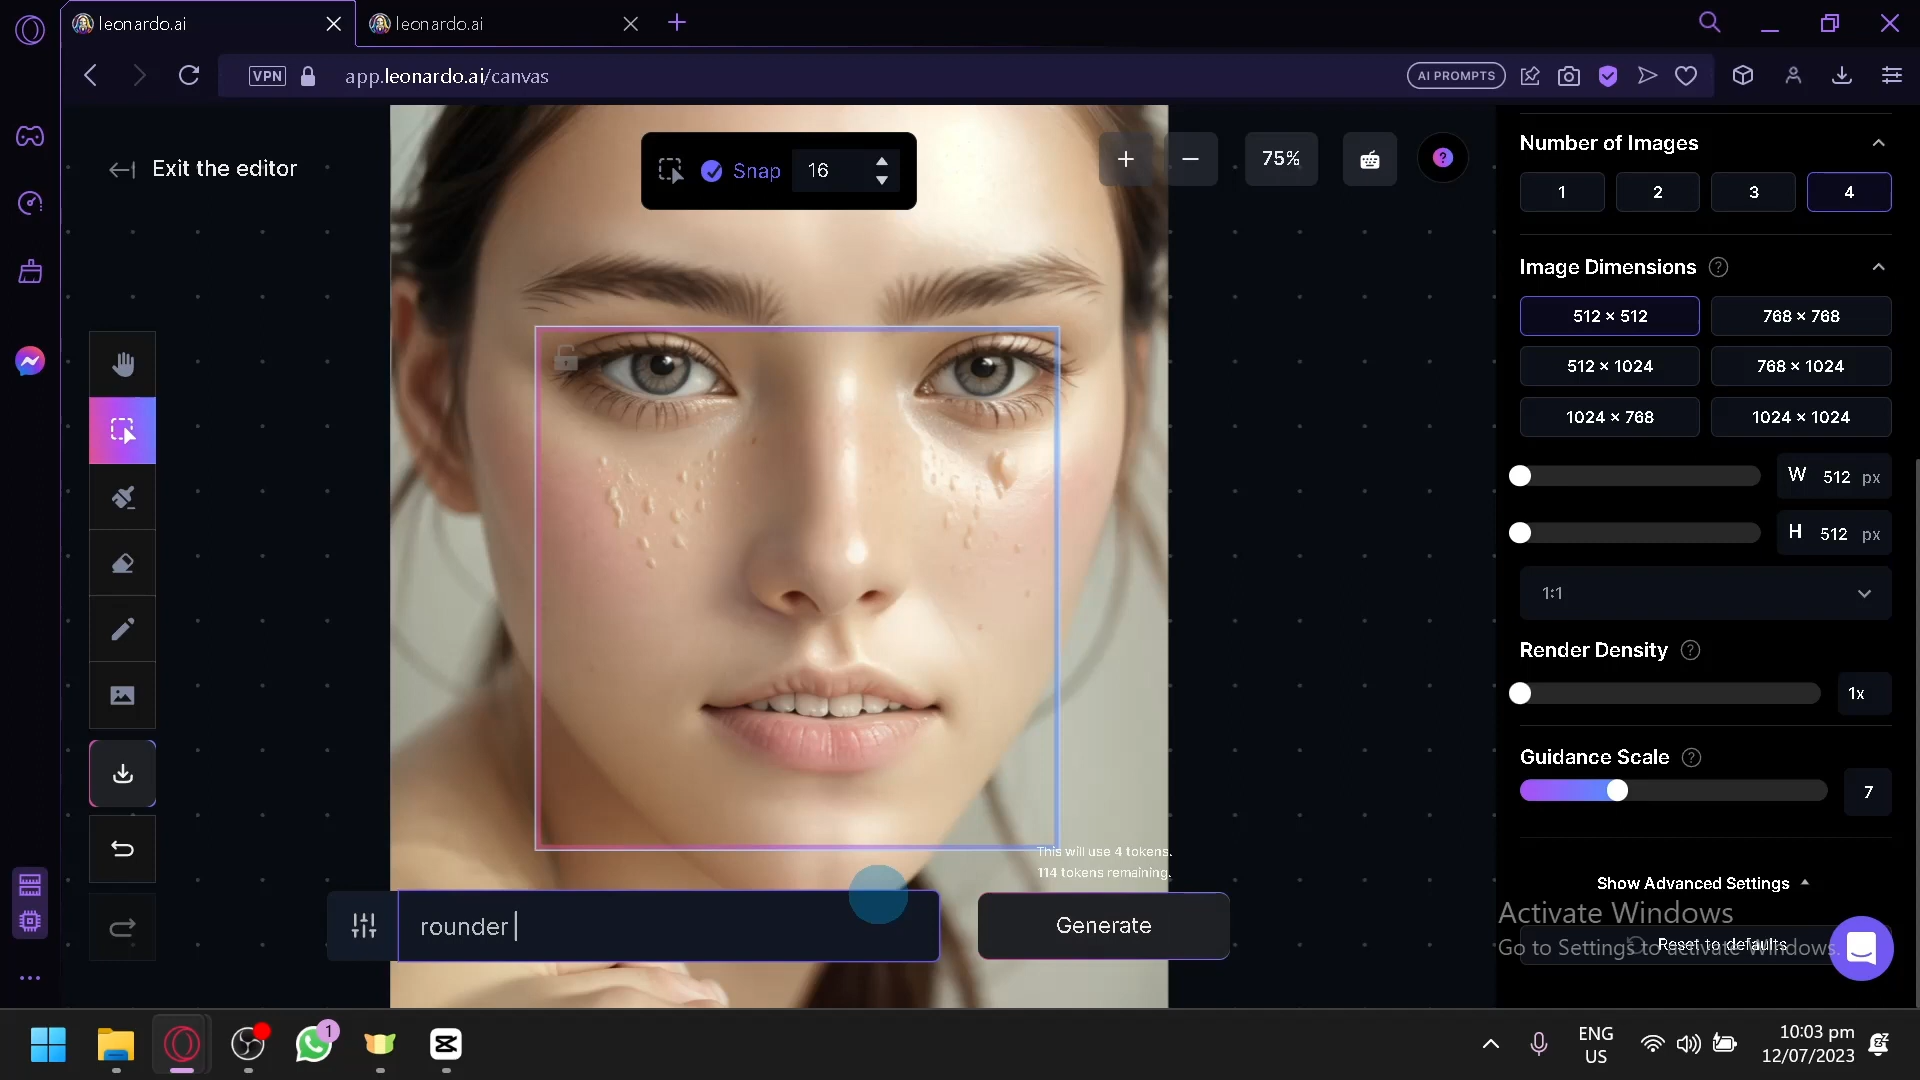 leonardo.ai
leonardo.ai
VPN
app.leonardo.ai/canvas
AI PROMPTS
Exit the editor
Snap
16
75%
Number of Images
1
2
3
4
Image Dimensions
512 × 512
768 × 768
512 × 1024
768 × 1024
1024 × 768
1024 × 1024
W 512 px
H 512 px
1:1
Render Density
1x
Guidance Scale
7
Show Advanced Settings
Reset to defaults
Activate Windows
Go to Settings to activate Windows.
This will use 4 tokens.
114 tokens remaining.
rounder
Generate
1
ENG
US
10:03 pm
12/07/2023